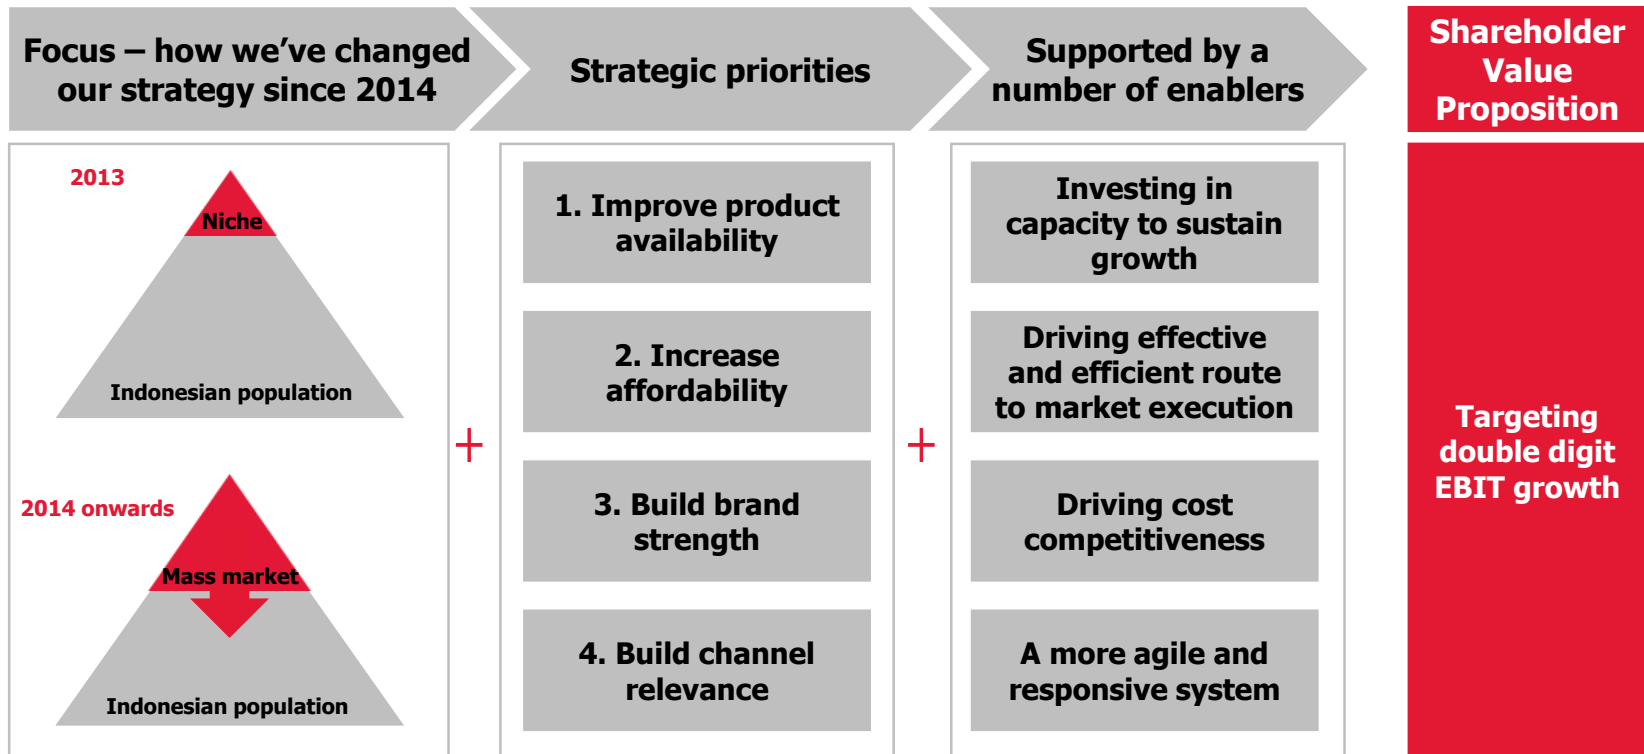 Focus – how we’ve changed
our strategy since 2014
Strategic priorities
Supported by a
number of enablers
Shareholder
Value
Proposition
2013
Niche
Indonesian population
2014 onwards
Mass market
Indonesian population
+
1. Improve product
availability
2. Increase
affordability
3. Build brand
strength
4. Build channel
relevance
+
Investing in
capacity to sustain
growth
Driving effective
and efficient route
to market execution
Driving cost
competitiveness
A more agile and
responsive system
Targeting
double digit
EBIT growth